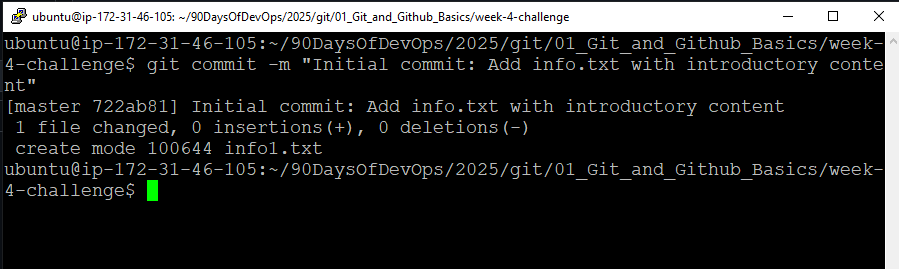 ubuntu@ip-172-31-46-105: ~/90DaysOfDevOps/2025/git/01_Git_and_Github_Basics/week-4-challenge
ubuntu@ip-172-31-46-105:~/90DaysOfDevOps/2025/git/01_Git_and_Github_Basics/week-
4-challenge$ git commit -m "Initial commit: Add info.txt with introductory conte
nt"
[master 722ab81] Initial commit: Add info.txt with introductory content
 1 file changed, 0 insertions(+), 0 deletions(-)
 create mode 100644 info1.txt
ubuntu@ip-172-31-46-105:~/90DaysOfDevOps/2025/git/01_Git_and_Github_Basics/week-
4-challenge$